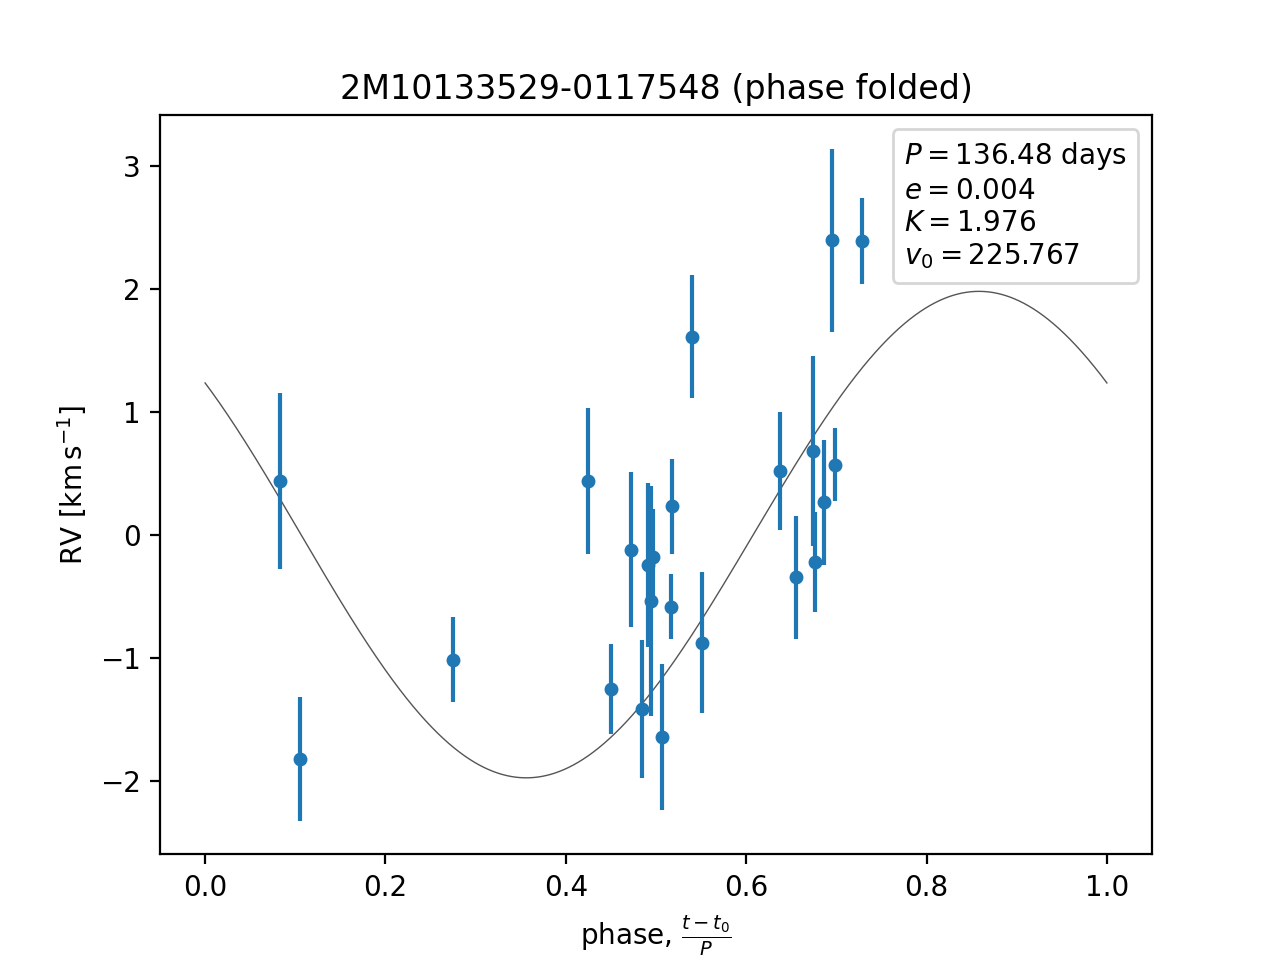 2M10133529-0117548 (phase folded)
P = 136.48 days
e = 0.004
K = 1.976
v₀ = 225.767
RV [km s⁻¹]
3
2
1
0
−1
−2
0.0 0.2 0.4 0.6 0.8 1.0
phase, (t − t₀)/P